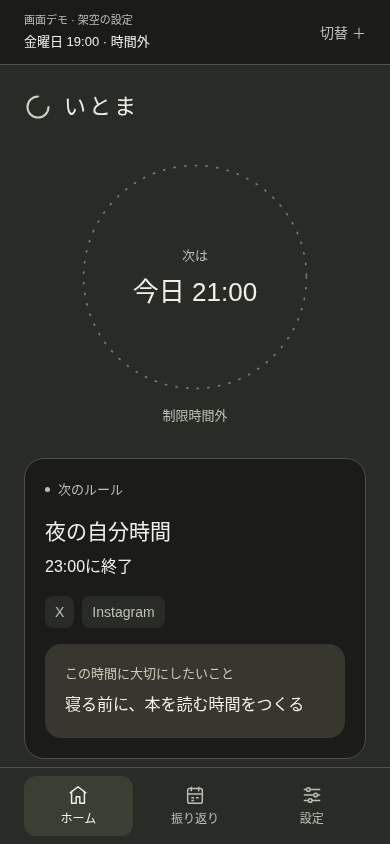 画面デモ · 架空の設定
金曜日 19:00 · 時間外
切替 ＋
いとま
次は
今日 21:00
制限時間外
次のルール
夜の自分時間
23:00に終了
X
Instagram
この時間に大切にしたいこと
寝る前に、本を読む時間をつくる
ホーム
振り返り
設定